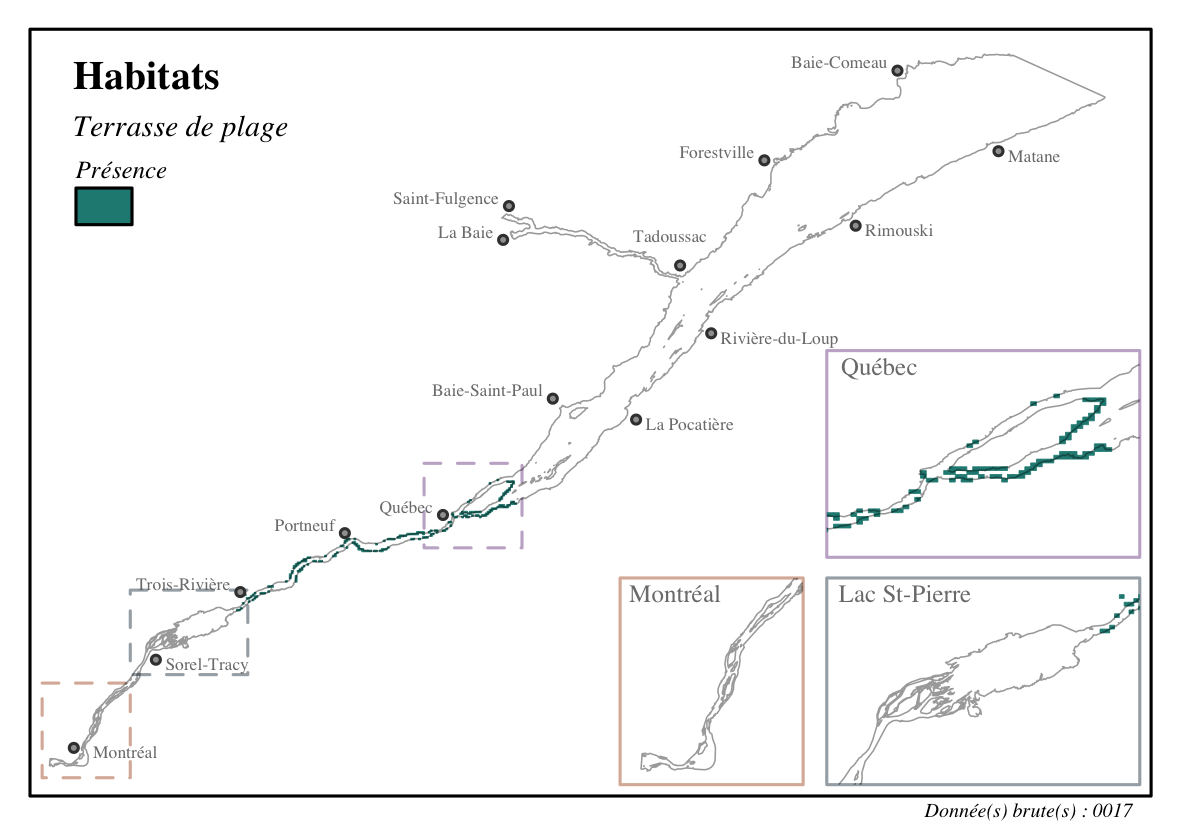 Habitats
Terrasse de plage
Présence
Baie-Comeau
Matane
Forestville
Saint-Fulgence
La Baie
Tadoussac
Rimouski
Rivière-du-Loup
Baie-Saint-Paul
La Pocatière
Québec
Portneuf
Trois-Rivière
Sorel-Tracy
Montréal
Québec
Montréal
Lac St-Pierre
Donnée(s) brute(s) : 0017